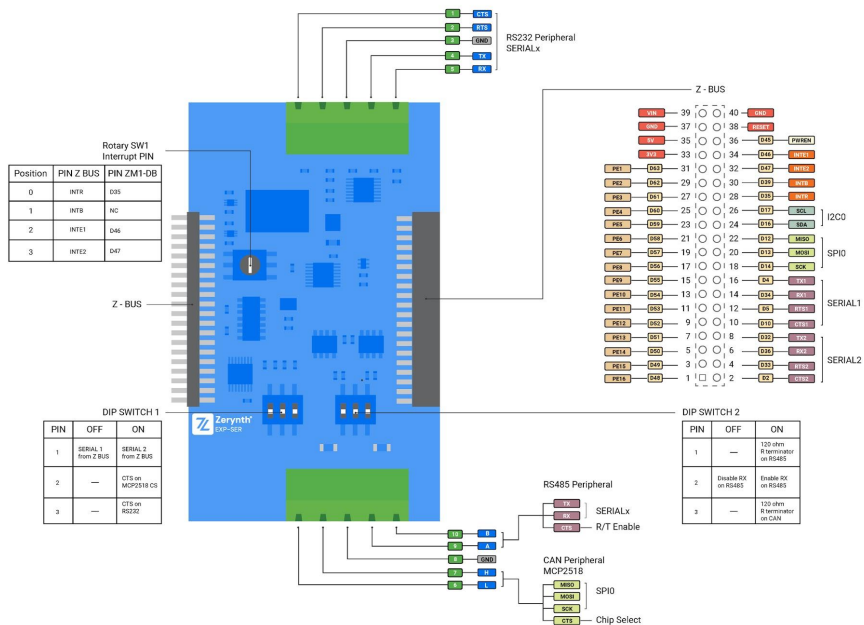 1 CTS
2 RTS
3 GND
4 TX
5 RX
RS232 Peripheral
SERIALx
Rotary SW1
Interrupt PIN
Position PIN Z BUS PIN ZM1-DB
0 INTR D35
1 INTB NC
2 INTE1 D46
3 INTE2 D47
Z - BUS
Z - BUS
VIN 39 40 GND
GND 37 38 RESET
5V 35 36 D45 PWREN
3V3 33 34 D46 INTE1
PE1 D63 31 32 D47 INTE2
PE2 D62 29 30 D39 INTB
PE3 D61 27 28 D35 INTR
PE4 D60 25 26 D17 SCL
PE5 D59 23 24 D16 SDA
I2C0
PE6 D58 21 22 D12 MISO
PE7 D57 19 20 D13 MOSI
PE8 D56 17 18 D14 SCK
SPI0
PE9 D55 15 16 D4 TX1
PE10 D54 13 14 D34 RX1
PE11 D53 11 12 D5 RTS1
PE12 D52 9 10 D10 CTS1
SERIAL1
PE13 D51 7 8 D32 TX2
PE14 D50 5 6 D36 RX2
PE15 D49 3 4 D33 RTS2
PE16 D48 1 2 D2 CTS2
SERIAL2
DIP SWITCH 1
PIN OFF ON
1 SERIAL 1 from Z BUS SERIAL 2 from Z BUS
2 — CTS on MCP2518 CS
3 — CTS on RS232
Zerynth®
EXP-SER
DIP SWITCH 2
PIN OFF ON
1 — 120 ohm R terminator on RS485
2 Disable RX on RS485 Enable RX on RS485
3 — 120 ohm R terminator on CAN
10 B
9 A
8 GND
7 H
6 L
RS485 Peripheral
TX
RX
SERIALx
CTS R/T Enable
CAN Peripheral
MCP2518
MISO
MOSI
SCK
SPI0
CTS Chip Select